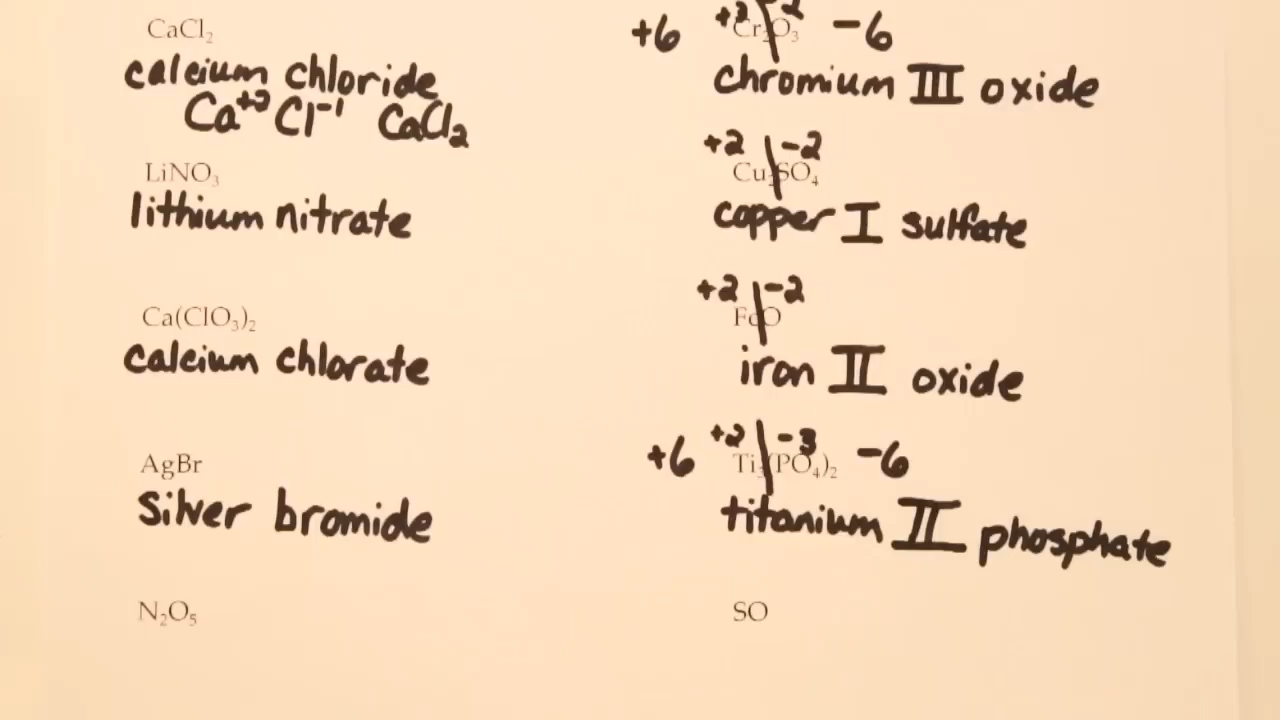 CaCl₂
calcium chloride
Ca⁺² Cl⁻¹ CaCl₂
LiNO₃
lithium nitrate
Ca(ClO₃)₂
calcium chlorate
AgBr
silver bromide
N₂O₅
+6 Cr₂O₃ -6
chromium III oxide
+2 -2
Cu₂SO₄
copper I sulfate
+2 -2
FeO
iron II oxide
+2 -3
+6 Ti₃(PO₄)₂ -6
titanium II phosphate
SO